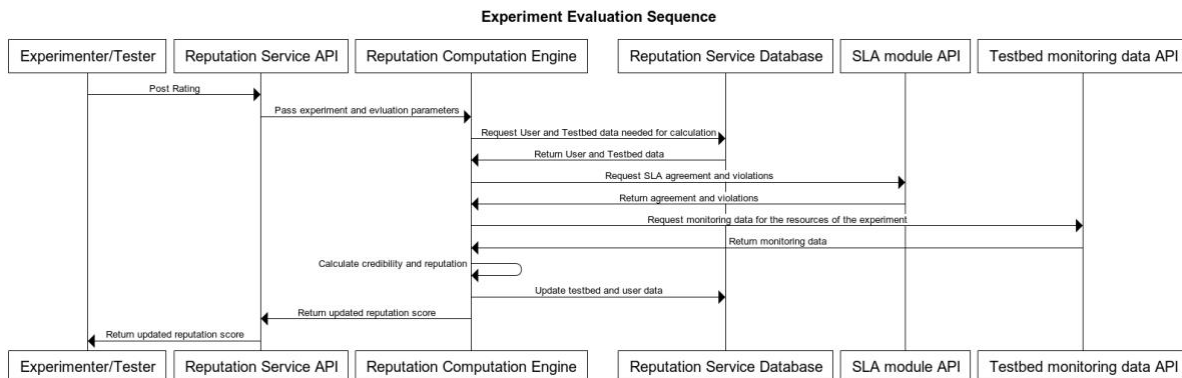 Experiment Evaluation Sequence
Experimenter/Tester
Reputation Service API
Reputation Computation Engine
Reputation Service Database
SLA module API
Testbed monitoring data API
Post Rating
Pass experiment and evluation parameters
Request User and Testbed data needed for calculation
Return User and Testbed data
Request SLA agreement and violations
Return agreement and violations
Request monitoring data for the resources of the experiment
Return monitoring data
Calculate credibility and reputation
Update testbed and user data
Return updated reputation score
Return updated reputation score
Experimenter/Tester
Reputation Service API
Reputation Computation Engine
Reputation Service Database
SLA module API
Testbed monitoring data API